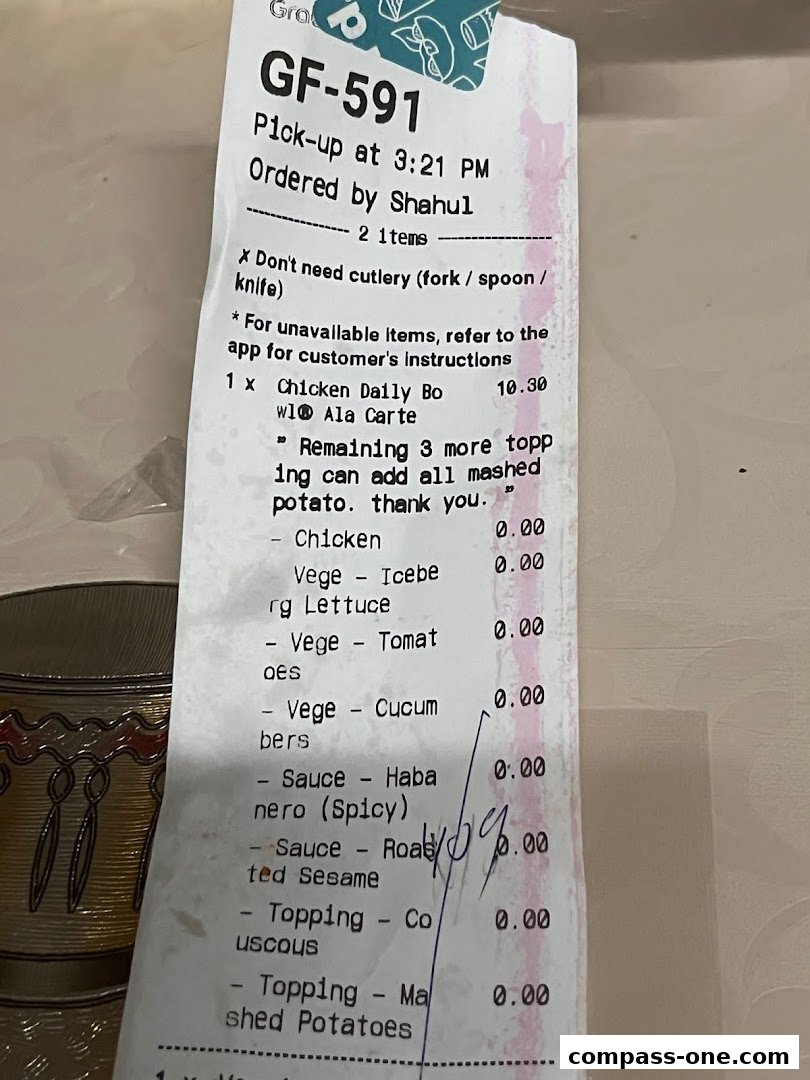 Gra
GF-591
Pick-up at 3:21 PM
Ordered by Shahul
2 items
✗ Don't need cutlery (fork / spoon /
knife)
* For unavailable items, refer to the
app for customer's instructions
1 x Chicken Daily Bo 10.30
wl® Ala Carte
" Remaining 3 more topp
ing can add all mashed
potato. thank you. "
- Chicken 0.00
Vege - Icebe 0.00
rg Lettuce
- Vege - Tomat 0.00
oes
- Vege - Cucum 0.00
bers
- Sauce - Haba 0.00
nero (Spicy)
- Sauce - Roas 0.00
ted Sesame
- Topping - Co 0.00
uscous
- Topping - Ma 0.00
shed Potatoes
1 x
compass-one.com